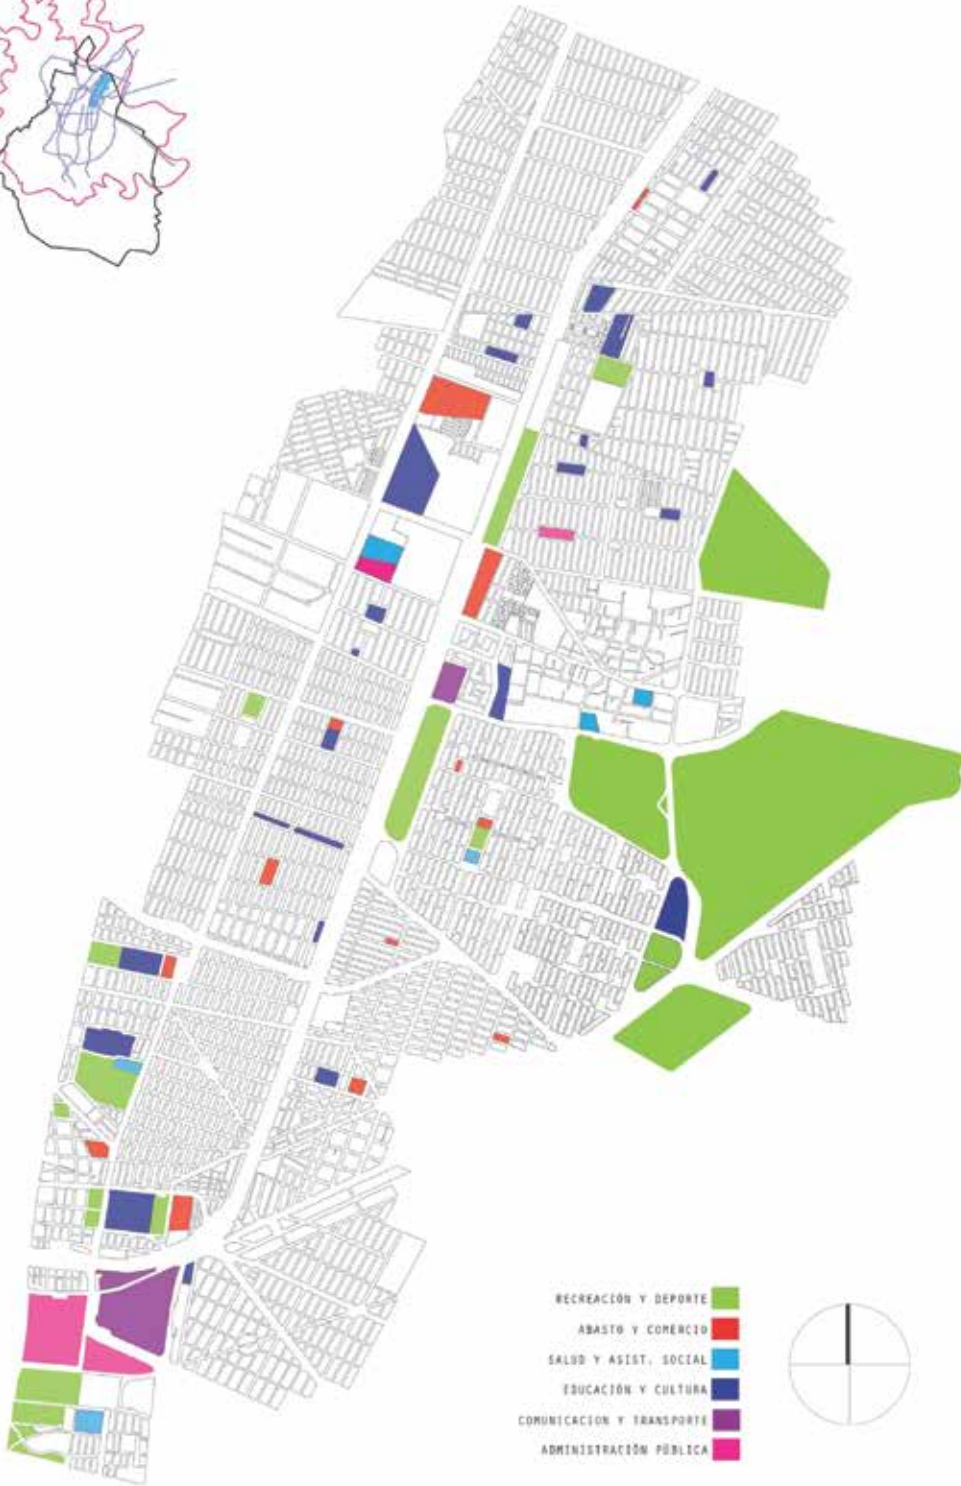 RECREACIÓN Y DEPORTE
ABASTO Y COMERCIO
SALUD Y ASIST. SOCIAL
EDUCACIÓN Y CULTURA
COMUNICACION Y TRANSPORTE
ADMINISTRACIÓN PÚBLICA